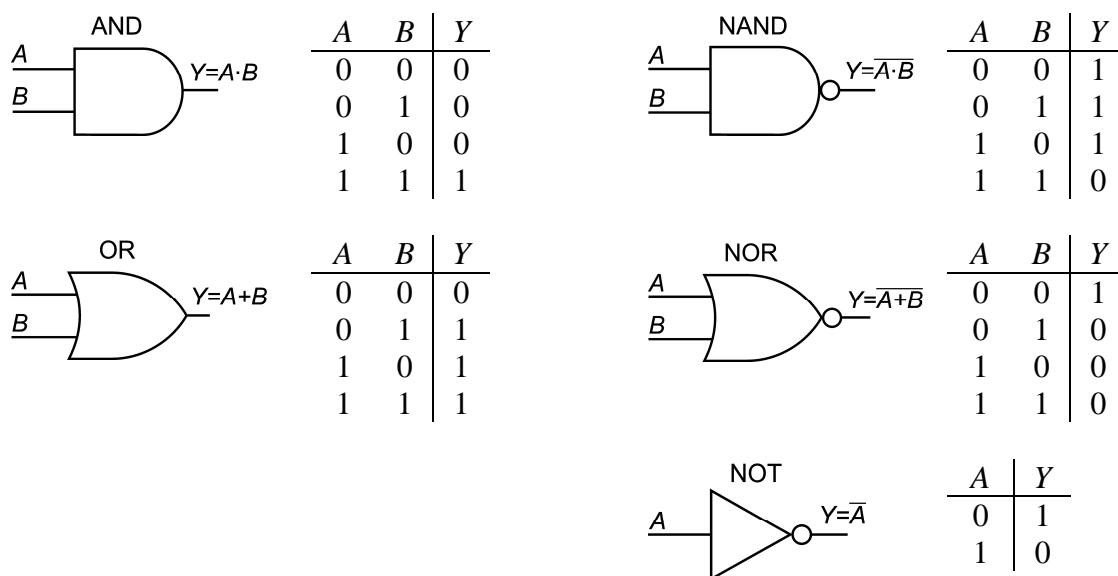 AND
A
B
Y=A·B
A B Y
0 0 0
0 1 0
1 0 0
1 1 1
NAND
A
B
Y=\overline{A·B}
A B Y
0 0 1
0 1 1
1 0 1
1 1 0
OR
A
B
Y=A+B
A B Y
0 0 0
0 1 1
1 0 1
1 1 1
NOR
A
B
Y=\overline{A+B}
A B Y
0 0 1
0 1 0
1 0 0
1 1 0
NOT
A
Y=\overline{A}
A Y
0 1
1 0